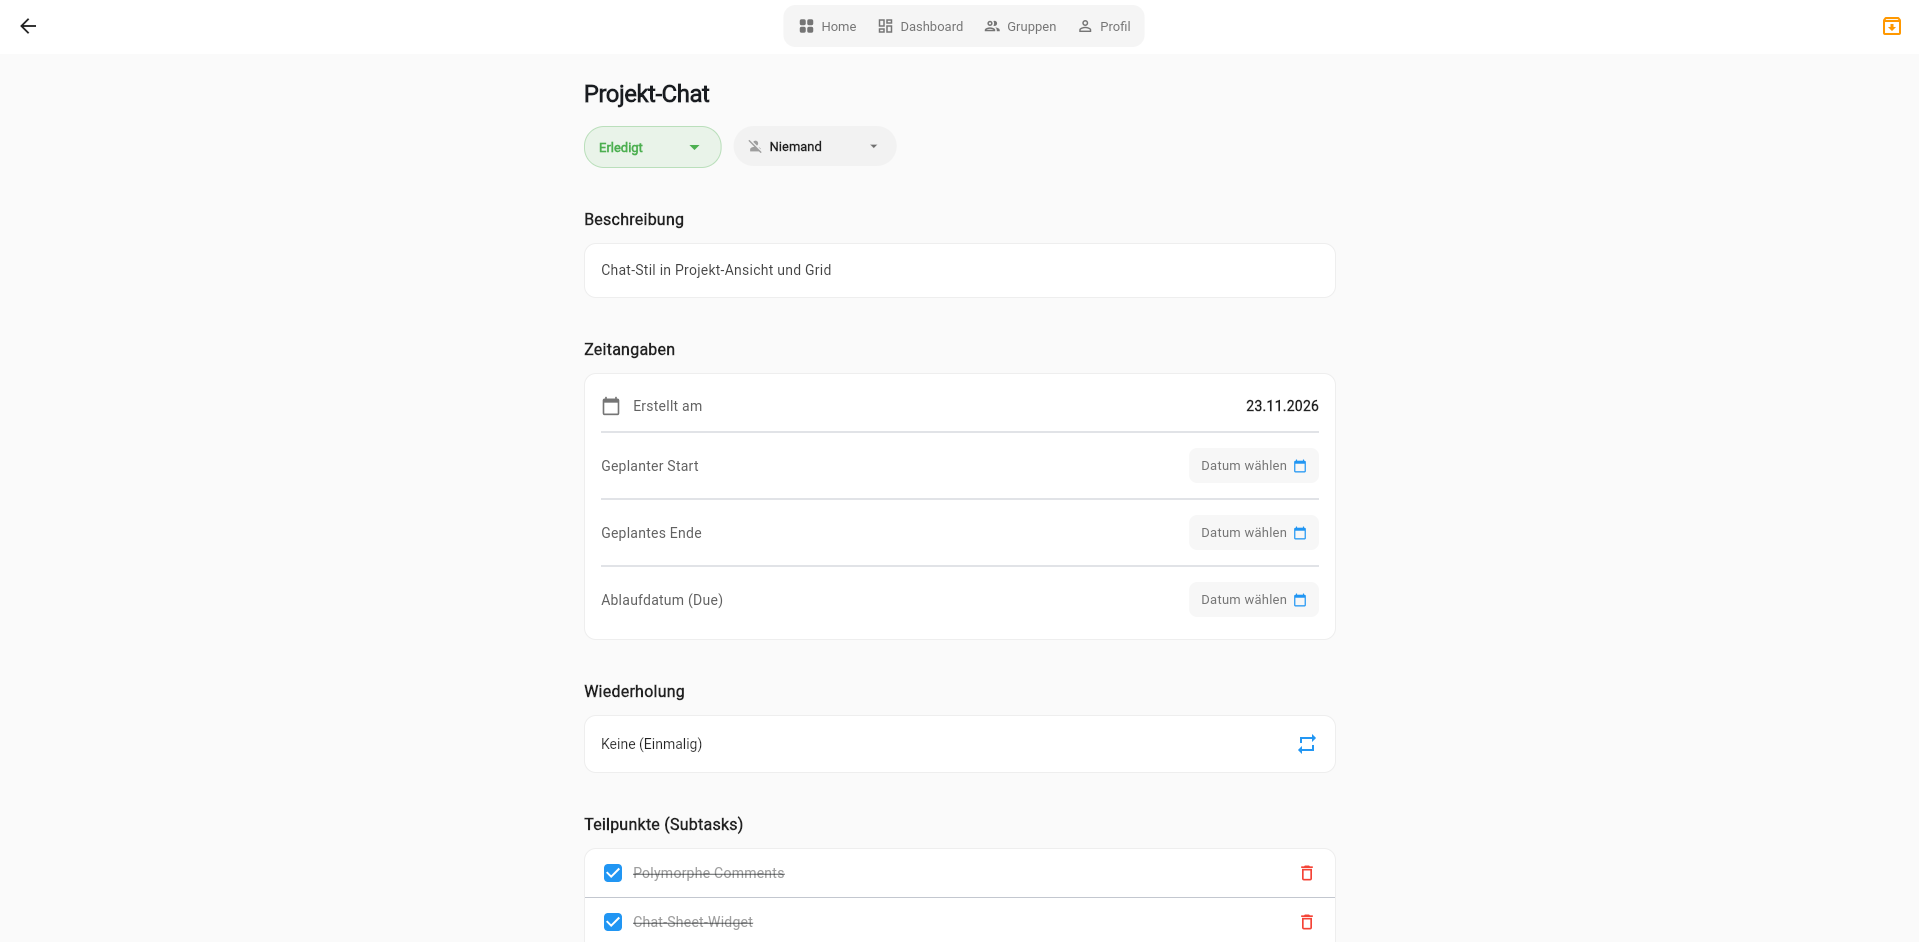 Home Dashboard Gruppen Profil
Projekt-Chat
Erledigt Niemand
Beschreibung
Chat-Stil in Projekt-Ansicht und Grid
Zeitangaben
Erstellt am 23.11.2026
Geplanter Start Datum wählen
Geplantes Ende Datum wählen
Ablaufdatum (Due) Datum wählen
Wiederholung
Keine (Einmalig)
Teilpunkte (Subtasks)
Polymorphe Comments
Chat-Sheet-Widget